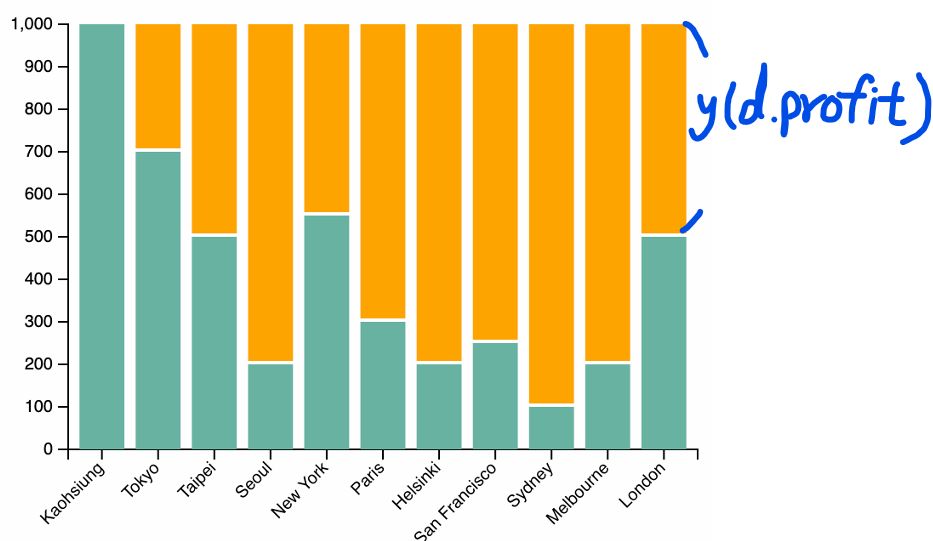 1,000
900
800
700
600
500
400
300
200
100
0
Kaohsiung
Tokyo
Taipei
Seoul
New York
Paris
Helsinki
San Francisco
Sydney
Melbourne
London
y(d.profit)